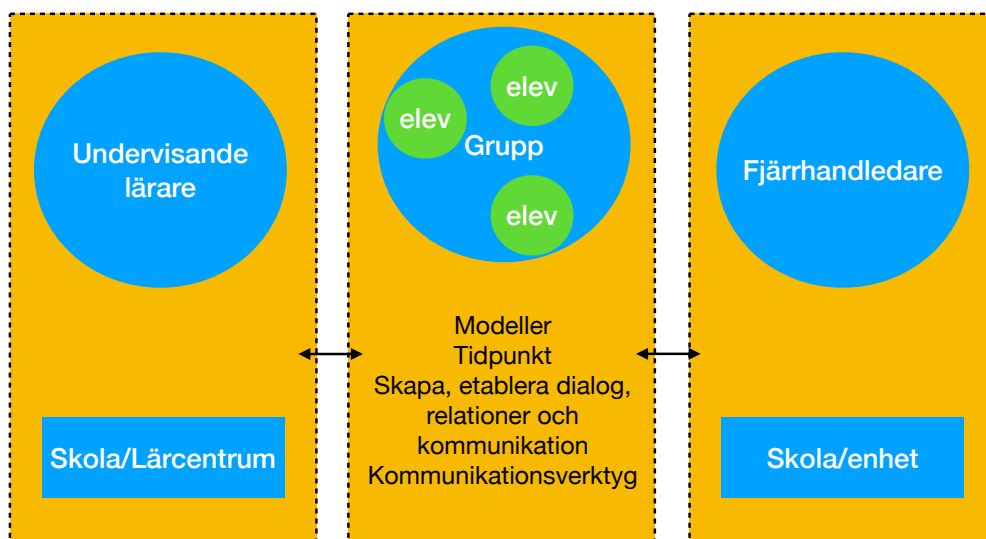 Undervisande
lärare
Skola/Lärcentrum
elev
elev
Grupp
elev
Modeller
Tidpunkt
Skapa, etablera dialog,
relationer och
kommunikation
Kommunikationsverktyg
Fjärrhandledare
Skola/enhet